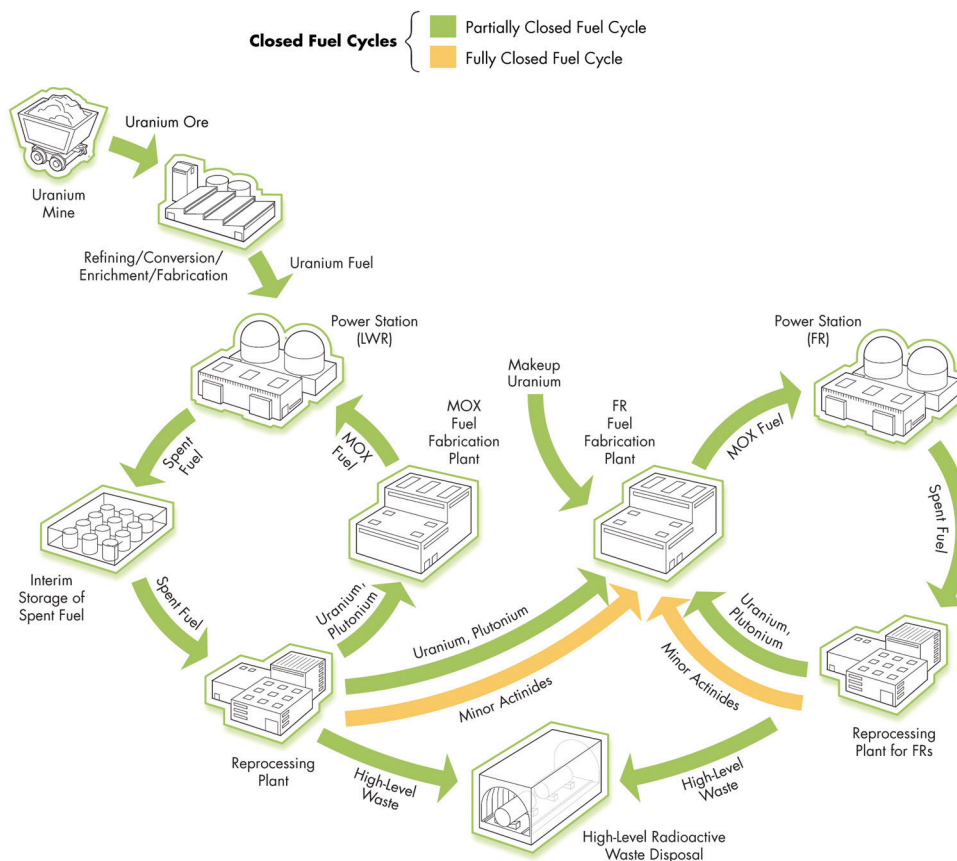 Closed Fuel Cycles
Partially Closed Fuel Cycle
Fully Closed Fuel Cycle
Uranium Ore
Uranium
Mine
Refining/Conversion/
Enrichment/Fabrication
Uranium Fuel
Power Station
(LWR)
Power Station
(FR)
Makeup
Uranium
MOX
Fuel
Fabrication
Plant
FR
Fuel
Fabrication
Plant
Spent
Fuel
MOX
Fuel
MOX Fuel
Spent Fuel
Interim
Storage of
Spent Fuel
Spent Fuel
Uranium,
Plutonium
Uranium, Plutonium
Minor Actinides
Uranium,
Plutonium
Minor Actinides
Reprocessing
Plant
Reprocessing
Plant for FRs
High-Level
Waste
High-Level
Waste
High-Level Radioactive
Waste Disposal